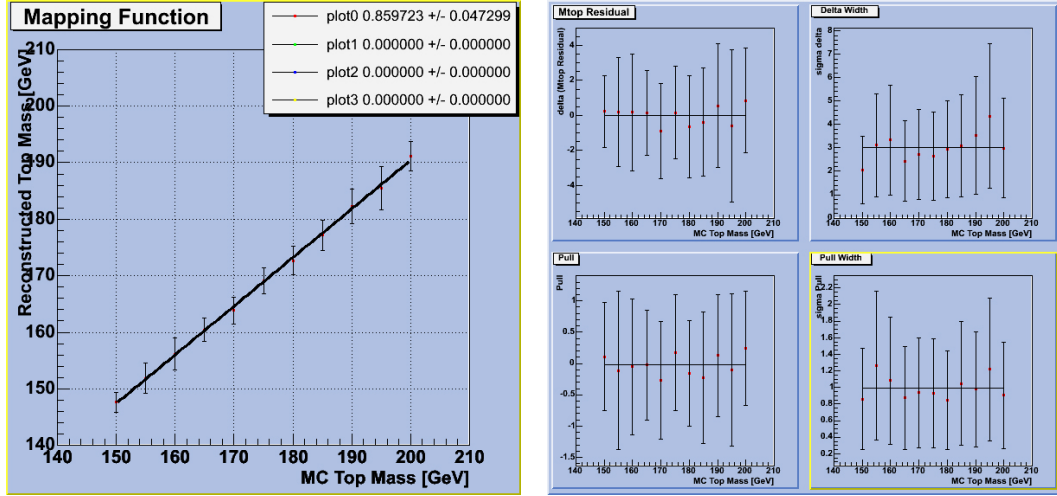 Mapping Function
plot0 0.859723 +/- 0.047299
plot1 0.000000 +/- 0.000000
plot2 0.000000 +/- 0.000000
plot3 0.000000 +/- 0.000000
Reconstructed Top Mass [GeV]
210
200
190
180
170
160
150
140
140 150 160 170 180 190 200 210
MC Top Mass [GeV]
Mtop Residual
delta (Mtop Residual)
4
2
0
-2
-4
140 150 160 170 180 190 200 210
MC Top Mass [GeV]
Delta Width
sigma delta
8
7
6
5
4
3
2
1
0
140 150 160 170 180 190 200 210
MC Top Mass [GeV]
Pull
Pull
1
0.5
0
-0.5
-1
-1.5
140 150 160 170 180 190 200 210
MC Top Mass [GeV]
Pull Width
sigma Pull
2.2
2
1.8
1.6
1.4
1.2
1
0.8
0.6
0.4
0.2
140 150 160 170 180 190 200 210
MC Top Mass [GeV]